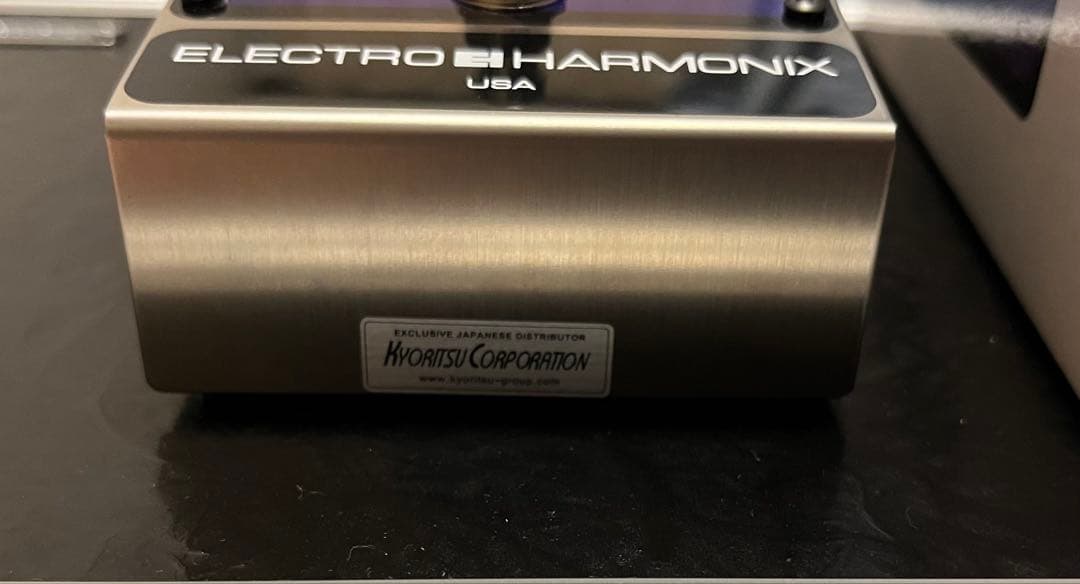 ELECTRO HARMONIX
USA
EXCLUSIVE JAPANESE DISTRIBUTOR
KYORITSU CORPORATION
www.kyoritsu-group.com